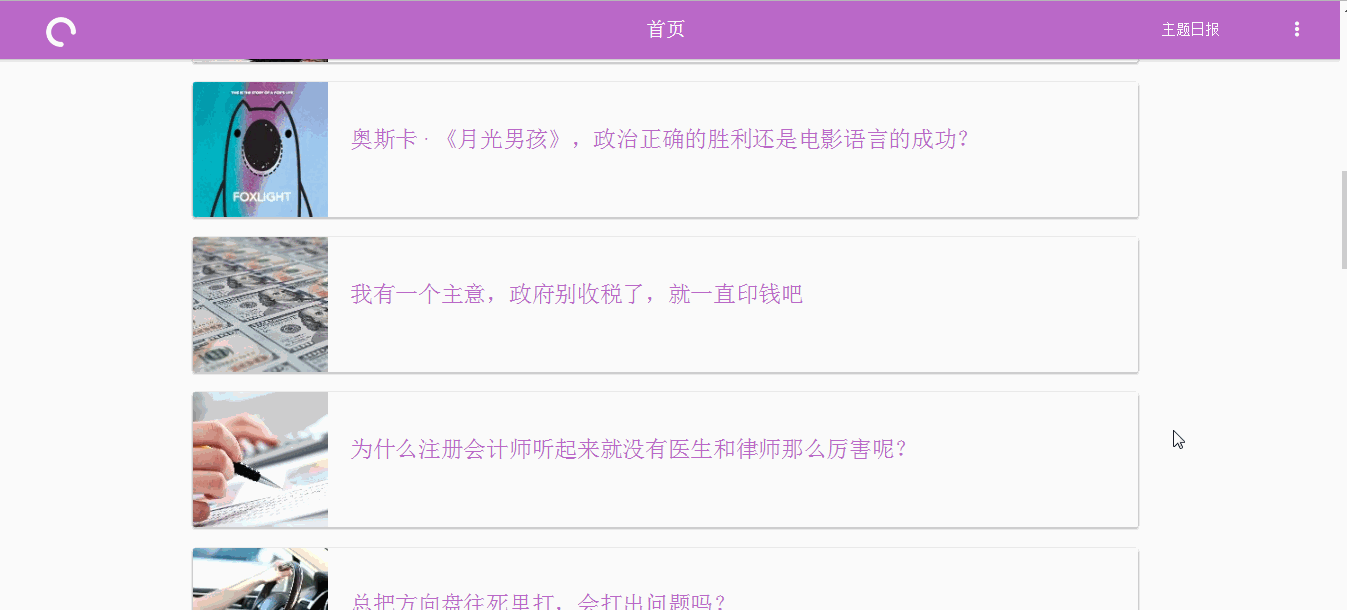 首页
主题日报
奥斯卡 · 《月光男孩》，政治正确的胜利还是电影语言的成功？
FOXLIGHT
我有一个主意，政府别收税了，就一直印钱吧
为什么注册会计师听起来就没有医生和律师那么厉害呢？
总把方向盘往死里打，会打出问题吗？